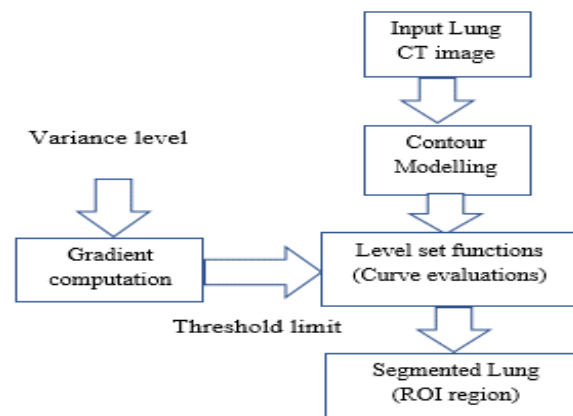 Input Lung
CT image
Variance level
Contour
Modelling
Gradient
computation
Level set functions
(Curve evaluations)
Threshold limit
Segmented Lung
(ROI region)